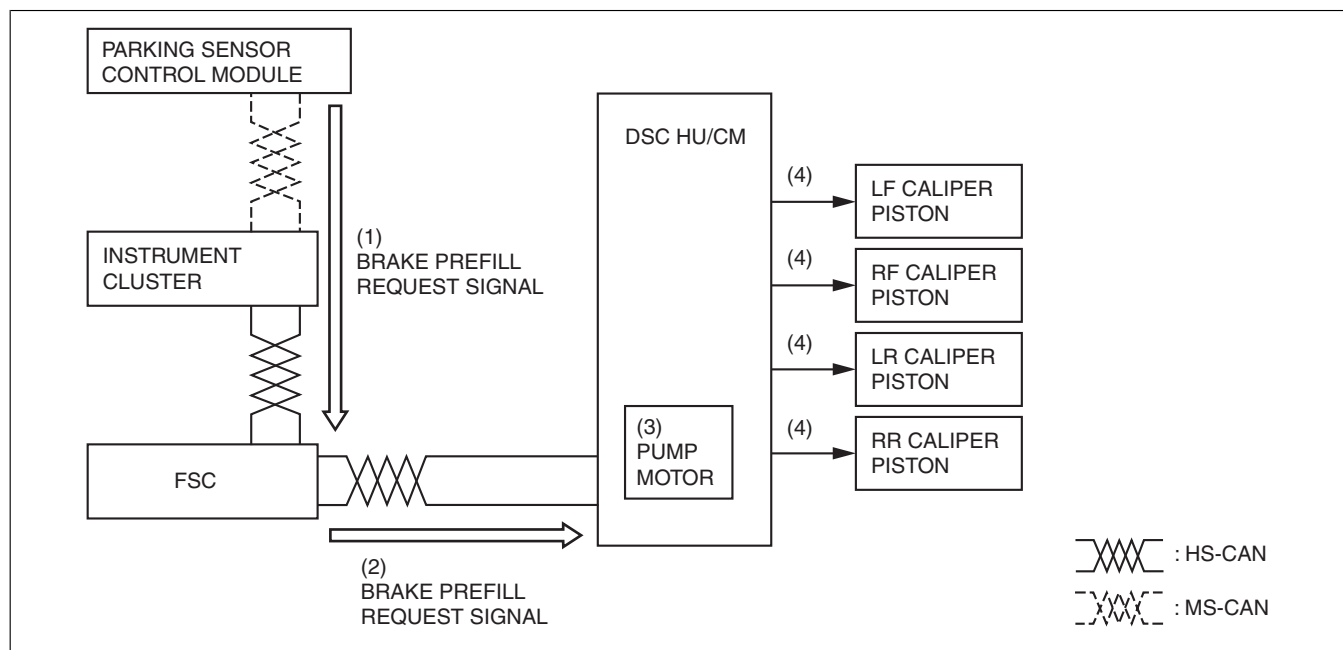 PARKING SENSOR
CONTROL MODULE
INSTRUMENT
CLUSTER
(1)
BRAKE PREFILL
REQUEST SIGNAL
FSC
(2)
BRAKE PREFILL
REQUEST SIGNAL
DSC HU/CM
(3)
PUMP
MOTOR
(4)
LF CALIPER
PISTON
(4)
RF CALIPER
PISTON
(4)
LR CALIPER
PISTON
(4)
RR CALIPER
PISTON
: HS-CAN
: MS-CAN